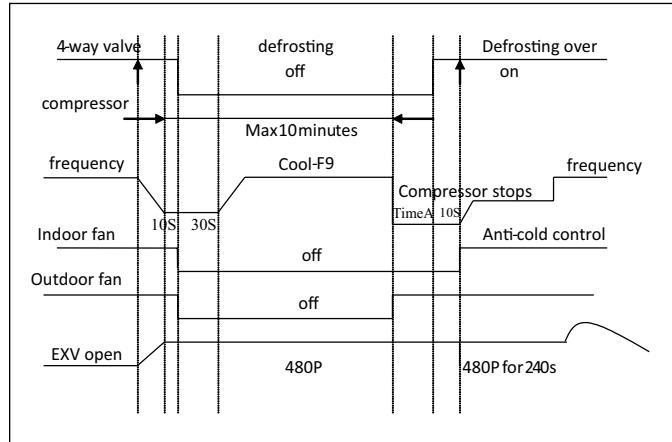 4-way valve defrosting Defrosting over
off on
compressor
Max10minutes
frequency Cool-F9 frequency
Compressor stops
10S 30S TimeA 10S
Indoor fan off Anti-cold control
Outdoor fan
off
EXV open 480P 480P for 240s